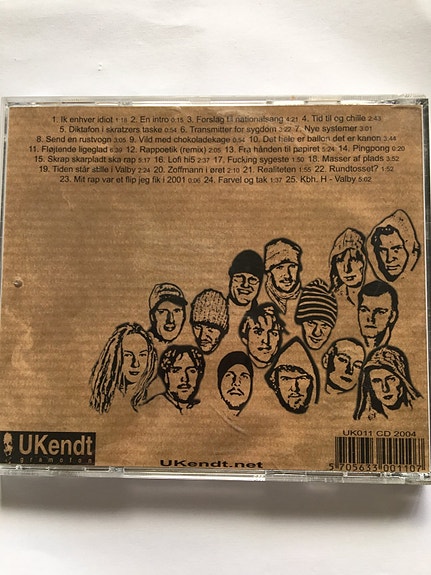 1. Ik enhver idiot 1:18 2. En intro 0:15 3. Forslag til nationalsang 4:21 4. Tid til og chille 2:43
5. Diktafon i skratzers taske 0:54 6. Transmitter for sygdom 3:22 7. Nye systemer 3:01
8. Send en rustvogn 3:05 9. Vild med chokoladekage 0:54 10. Det hele er ballon det er kanon 3:44
11. Fløjtende ligeglad 5:39 12. Rappoetik (remix) 2:05 13. Fra hånden til papiret 5:24 14. Pingpong 0:20
15. Skrap skarpladt ska rap 5:17 16. Lofi hi5 2:37 17. Fucking sygeste 1:50 18. Masser af plads 3:52
19. Tiden står stille i Valby 2:24 20. Zoffmann i øret 2:10 21. Realiteten 1:55 22. Rundtosset? 1:52
23. Mit rap var et flip jeg fik i 2001 0:06 24. Farvel og tak 1:37 25. Kbh. H - Valby 5:02
UKendt
gramofon
UKendt.net
UK011 CD 2004
5 705633 001107